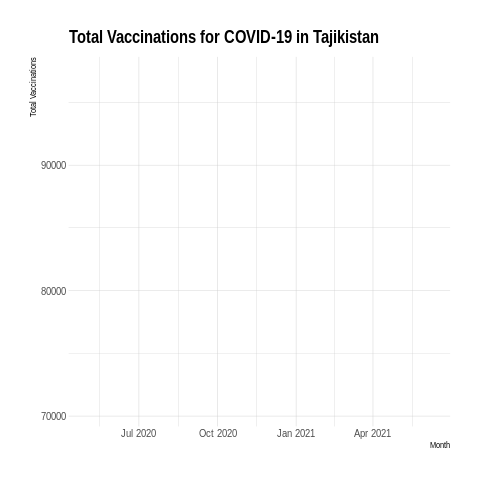 Total Vaccinations for COVID-19 in Tajikistan
Total Vaccinations
90000
80000
70000
Jul 2020 Oct 2020 Jan 2021 Apr 2021
Month